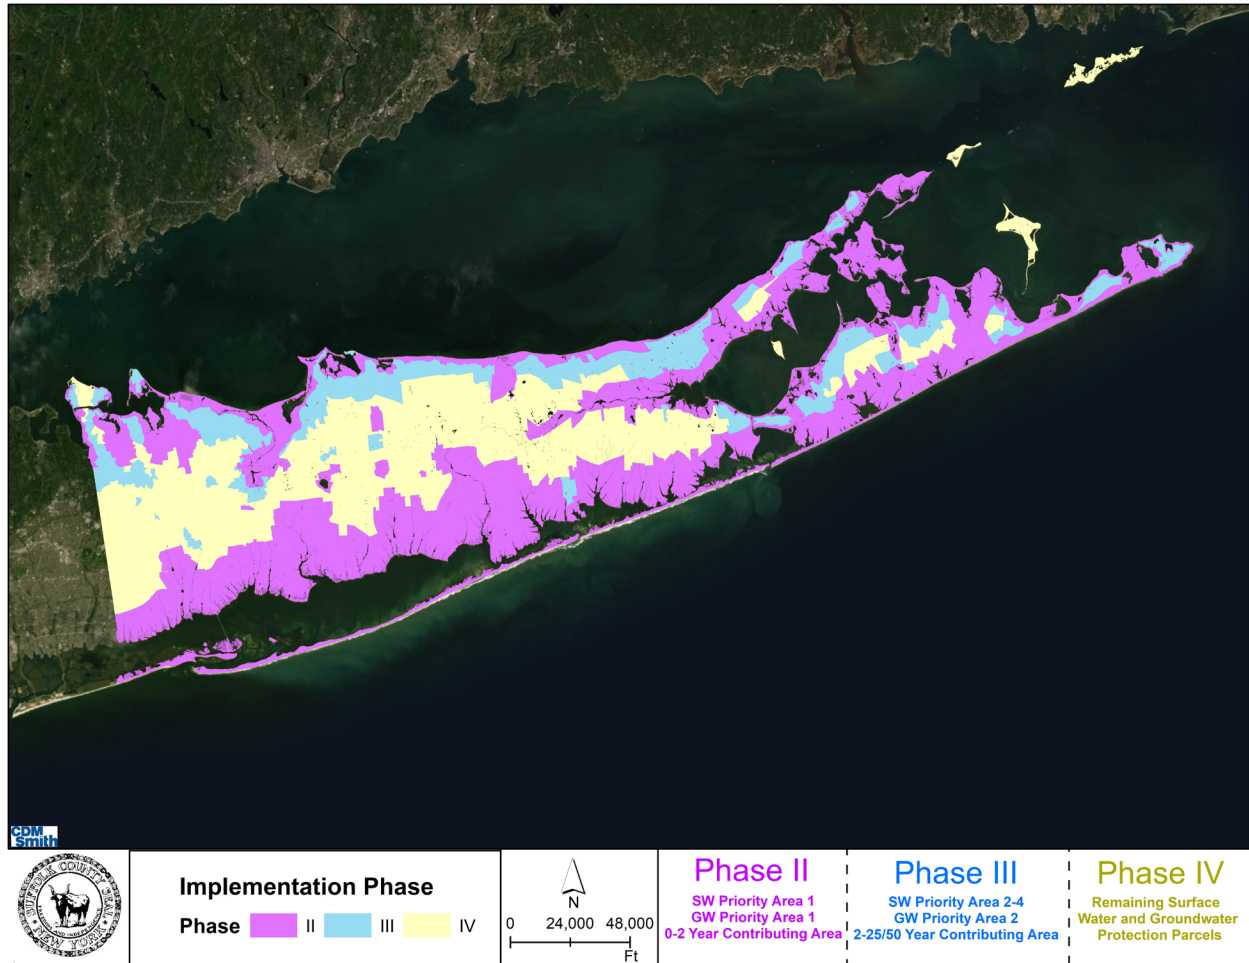 CDM
Smith
SUFFOLK COUNTY SEAL
NEW YORK
Implementation Phase
Phase II III IV
N
0 24,000 48,000
Ft
Phase II
SW Priority Area 1
GW Priority Area 1
0-2 Year Contributing Area
Phase III
SW Priority Area 2-4
GW Priority Area 2
2-25/50 Year Contributing Area
Phase IV
Remaining Surface
Water and Groundwater
Protection Parcels